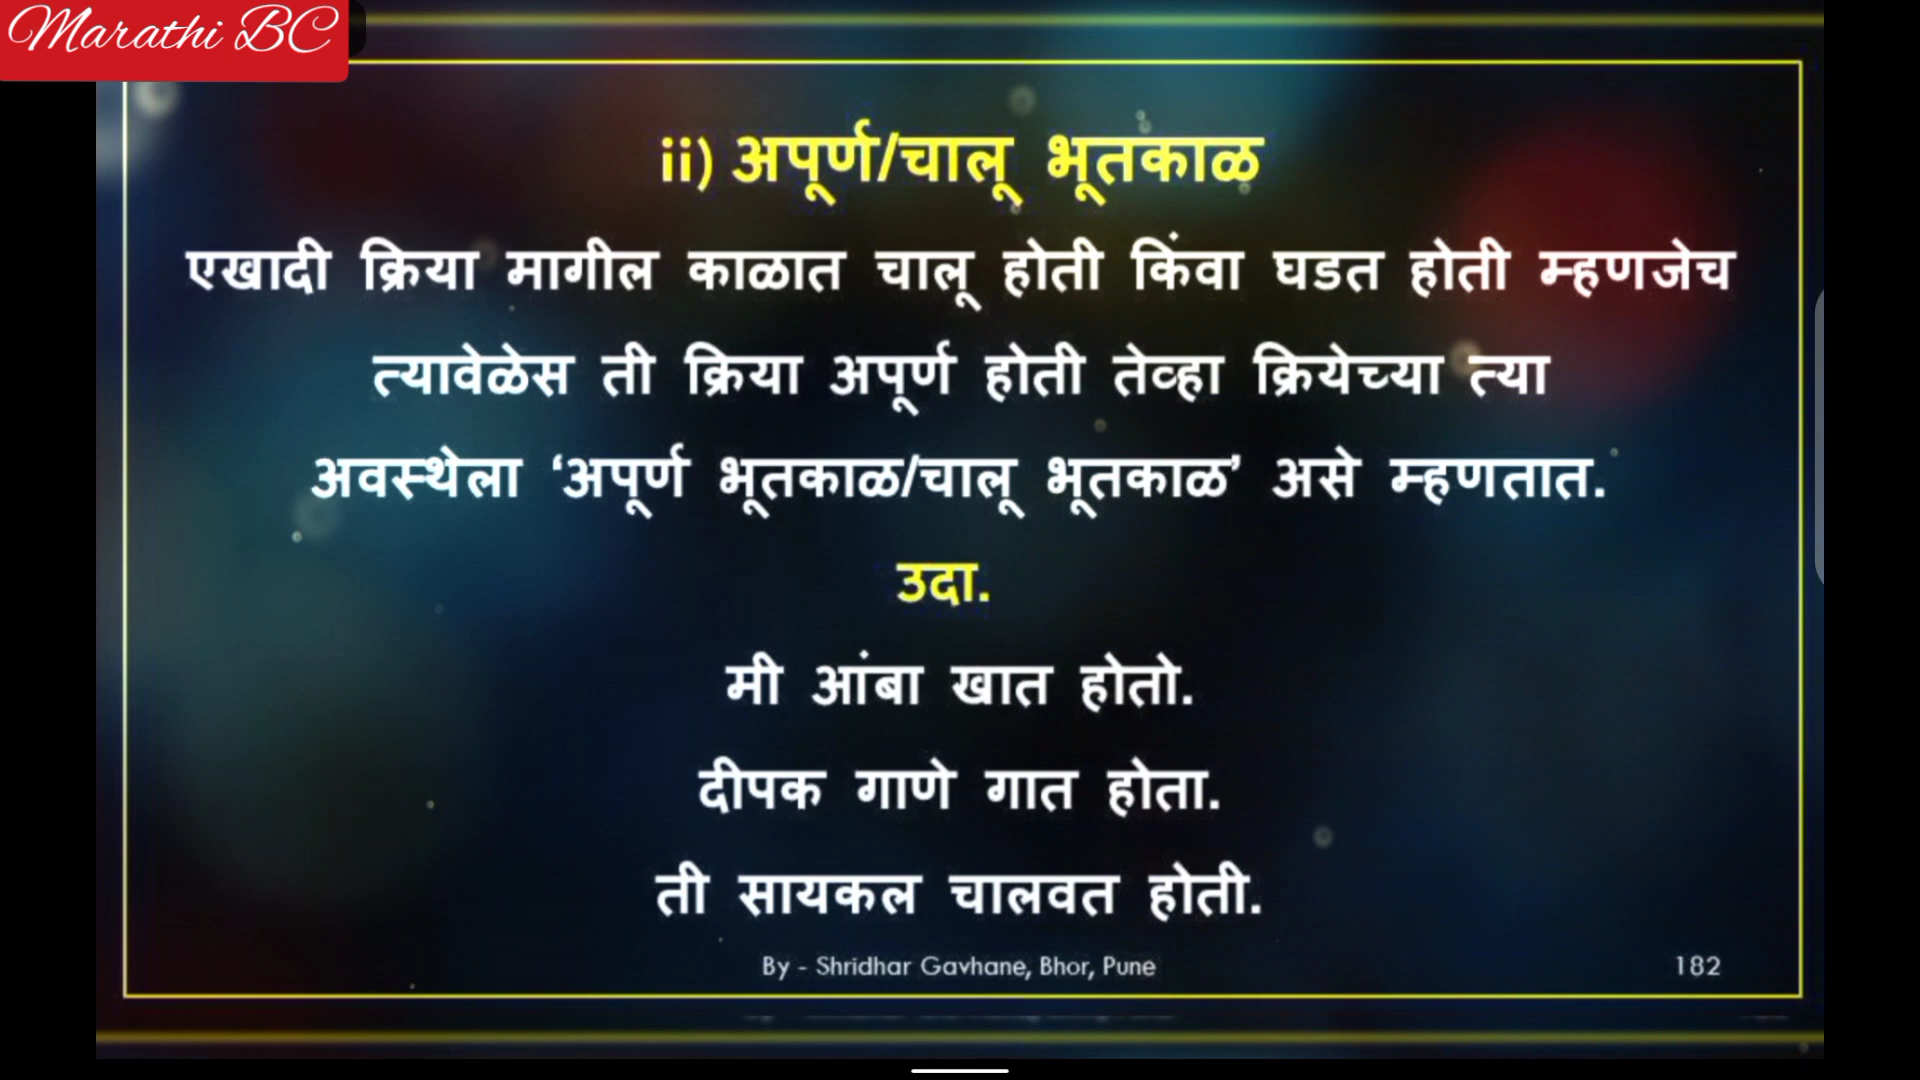 Marathi BC
ii) अपूर्ण/चालू भूतकाळ
एखादी क्रिया मागील काळात चालू होती किंवा घडत होती म्हणजेच
त्यावेळेस ती क्रिया अपूर्ण होती तेव्हा क्रियेच्या त्या
अवस्थेला ‘अपूर्ण भूतकाळ/चालू भूतकाळ’ असे म्हणतात.
उदा.
मी आंबा खात होतो.
दीपक गाणे गात होता.
ती सायकल चालवत होती.
By - Shridhar Gavhane, Bhor, Pune
182